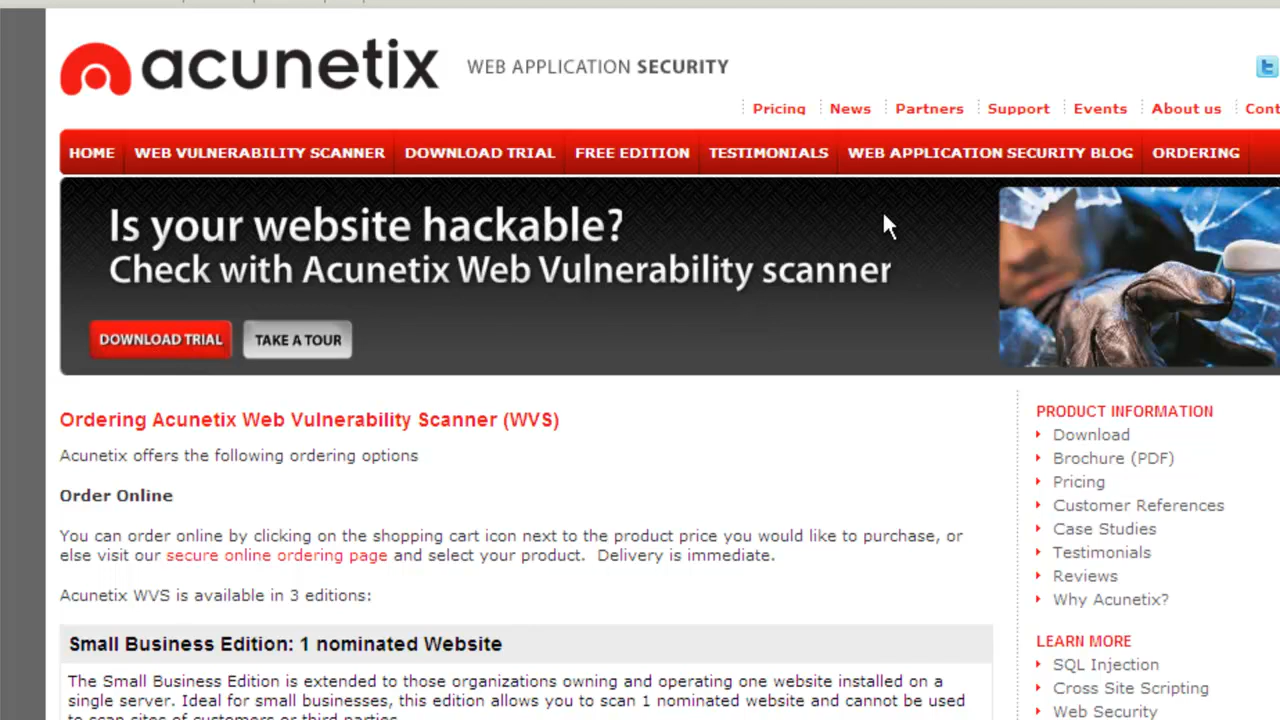 acunetix WEB APPLICATION SECURITY
Pricing News Partners Support Events About us
HOME WEB VULNERABILITY SCANNER DOWNLOAD TRIAL FREE EDITION TESTIMONIALS WEB APPLICATION SECURITY BLOG ORDERING
Is your website hackable?
Check with Acunetix Web Vulnerability scanner
DOWNLOAD TRIAL TAKE A TOUR
Ordering Acunetix Web Vulnerability Scanner (WVS)
Acunetix offers the following ordering options
Order Online
You can order online by clicking on the shopping cart icon next to the product price you would like to purchase, or
else visit our secure online ordering page and select your product. Delivery is immediate.
Acunetix WVS is available in 3 editions:
Small Business Edition: 1 nominated Website
The Small Business Edition is extended to those organizations owning and operating one website installed on a
single server. Ideal for small businesses, this edition allows you to scan 1 nominated website and cannot be used
to scan sites of customers or third parties.
PRODUCT INFORMATION
Download
Brochure (PDF)
Pricing
Customer References
Case Studies
Testimonials
Reviews
Why Acunetix?
LEARN MORE
SQL Injection
Cross Site Scripting
Web Security